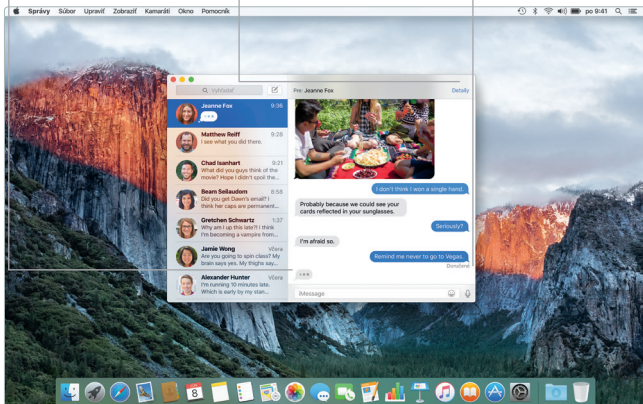 Správy Súbor Upraviť Zobraziť Kamaráti Okno Pomocník
po 9:41
Vyhľadať
Jeanne Fox 9:36
Matthew Reiff 9:28
I see what you did there.
Chad Isanhart 9:21
What did you guys think of the
movie? Hope I didn't spoil the...
Beam Seilaudom 8:58
Did you get Dawn's email? I
think her caps are permanent...
Gretchen Schwartz 1:37
Why am I up this late?! I think
I'm becoming a vampire from...
Jamie Wong Včera
Are you going to spin class? My
brain says yes. My thighs say...
Alexander Hunter Včera
I'm running 10 minutes late.
Which is early by my stan...
Pre: Jeanne Fox Detaily
I don't think I won a single hand.
Probably because we could see your
cards reflected in your sunglasses.
Seriously?
I'm afraid so.
Remind me never to go to Vegas.
Doručené
iMessage
8